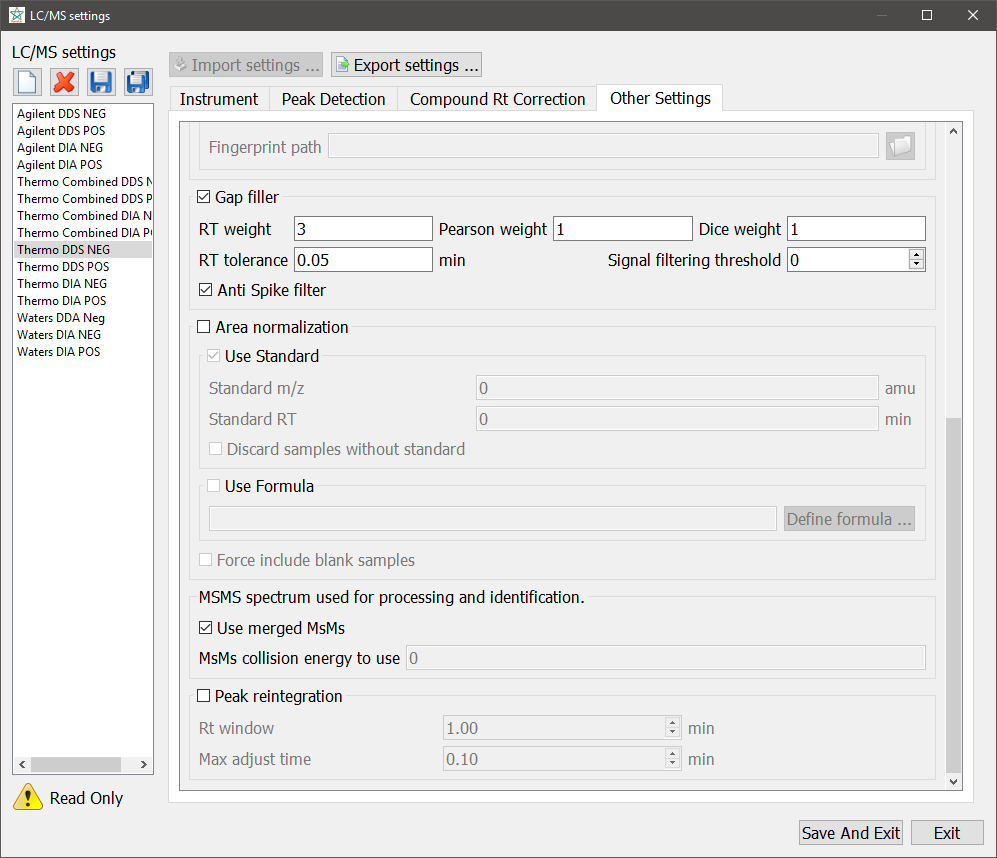 LC/MS settings
LC/MS settings
Import settings ... Export settings ...
Instrument Peak Detection Compound Rt Correction Other Settings
Agilent DDS NEG
Agilent DDS POS
Agilent DIA NEG
Agilent DIA POS
Thermo Combined DDS N
Thermo Combined DDS P
Thermo Combined DIA N
Thermo Combined DIA P
Thermo DDS NEG
Thermo DDS POS
Thermo DIA NEG
Thermo DIA POS
Waters DDA Neg
Waters DIA NEG
Waters DIA POS
Read Only
Fingerprint path
Gap filler
RT weight 3 Pearson weight 1 Dice weight 1
RT tolerance 0.05 min Signal filtering threshold 0
Anti Spike filter
Area normalization
Use Standard
Standard m/z 0 amu
Standard RT 0 min
Discard samples without standard
Use Formula
Define formula ...
Force include blank samples
MSMS spectrum used for processing and identification.
Use merged MsMs
MsMs collision energy to use 0
Peak reintegration
Rt window 1.00 min
Max adjust time 0.10 min
Save And Exit Exit